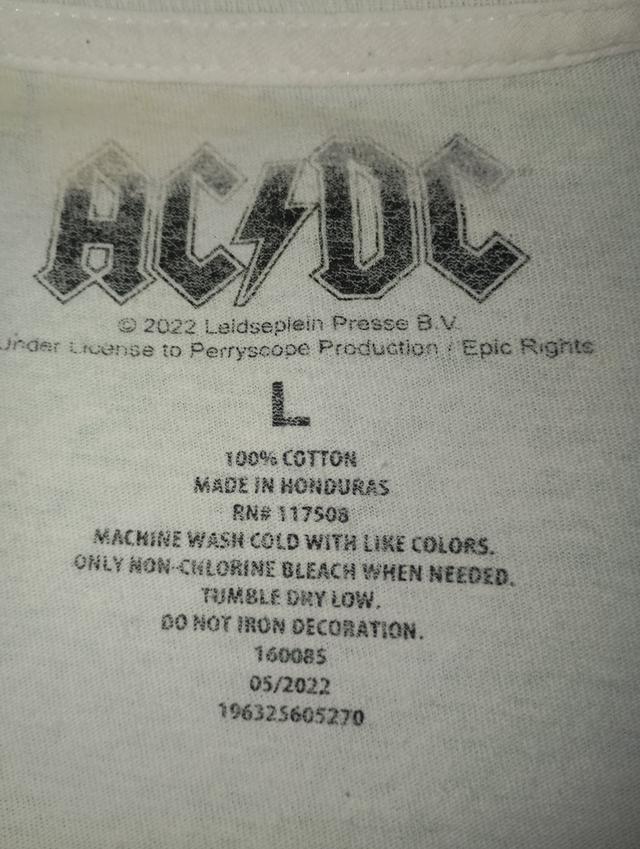 AC DC
© 2022 Leidseplein Presse B.V.
Under License to Perryscope Production / Epic Rights
L
100% COTTON
MADE IN HONDURAS
RN# 117508
MACHINE WASH COLD WITH LIKE COLORS.
ONLY NON-CHLORINE BLEACH WHEN NEEDED.
TUMBLE DRY LOW.
DO NOT IRON DECORATION.
160085
05/2022
196325605270